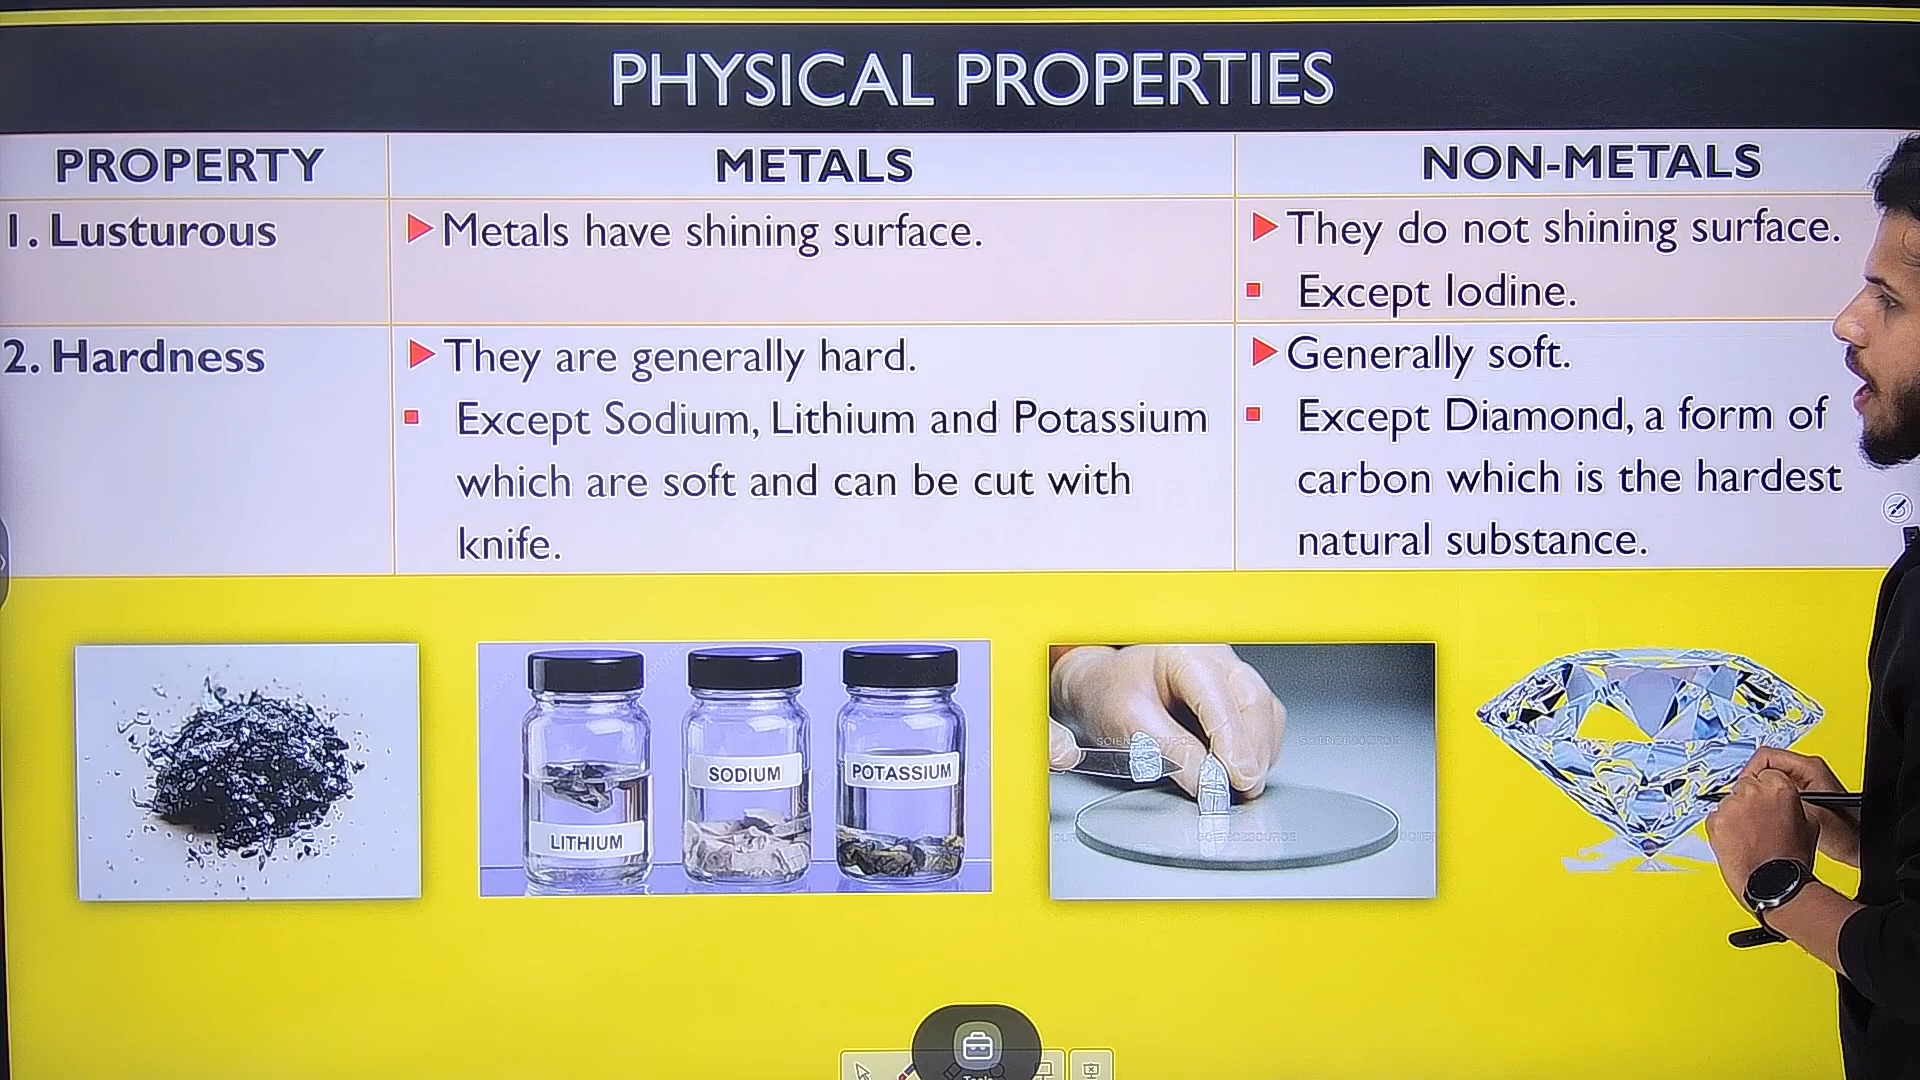 PHYSICAL PROPERTIES
PROPERTY
METALS
NON-METALS
1. Lusturous
Metals have shining surface.
They do not shining surface.
Except Iodine.
2. Hardness
They are generally hard.
Except Sodium, Lithium and Potassium
which are soft and can be cut with
knife.
Generally soft.
Except Diamond, a form of
carbon which is the hardest
natural substance.
LITHIUM
SODIUM
POTASSIUM
SCIENCESOURCE